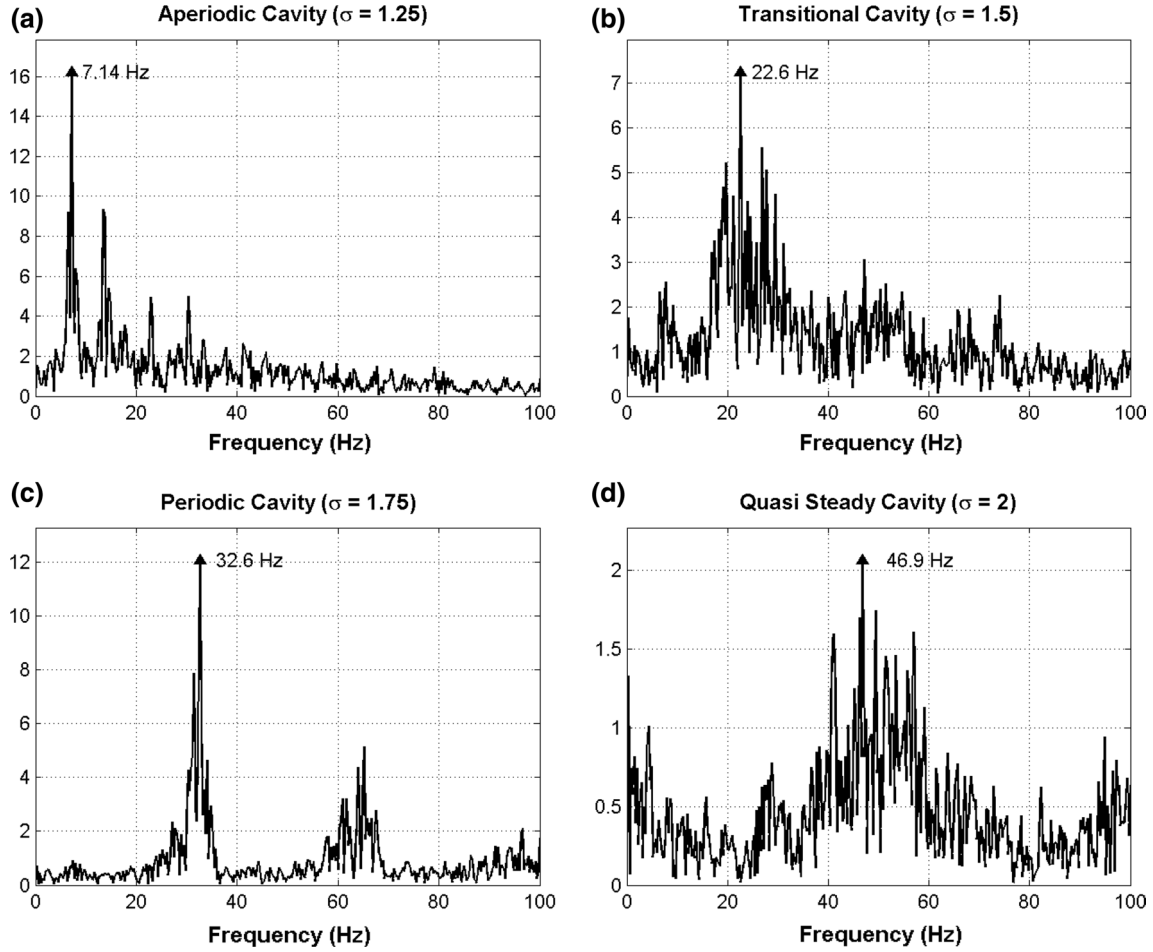 (a) Aperiodic Cavity (σ = 1.25)
7.14 Hz
16
14
12
10
8
6
4
2
0
0 20 40 60 80 100
Frequency (Hz)
(b) Transitional Cavity (σ = 1.5)
22.6 Hz
7
6
5
4
3
2
1
0
0 20 40 60 80 100
Frequency (Hz)
(c) Periodic Cavity (σ = 1.75)
32.6 Hz
12
10
8
6
4
2
0
0 20 40 60 80 100
Frequency (Hz)
(d) Quasi Steady Cavity (σ = 2)
46.9 Hz
2
1.5
1
0.5
0
0 20 40 60 80 100
Frequency (Hz)